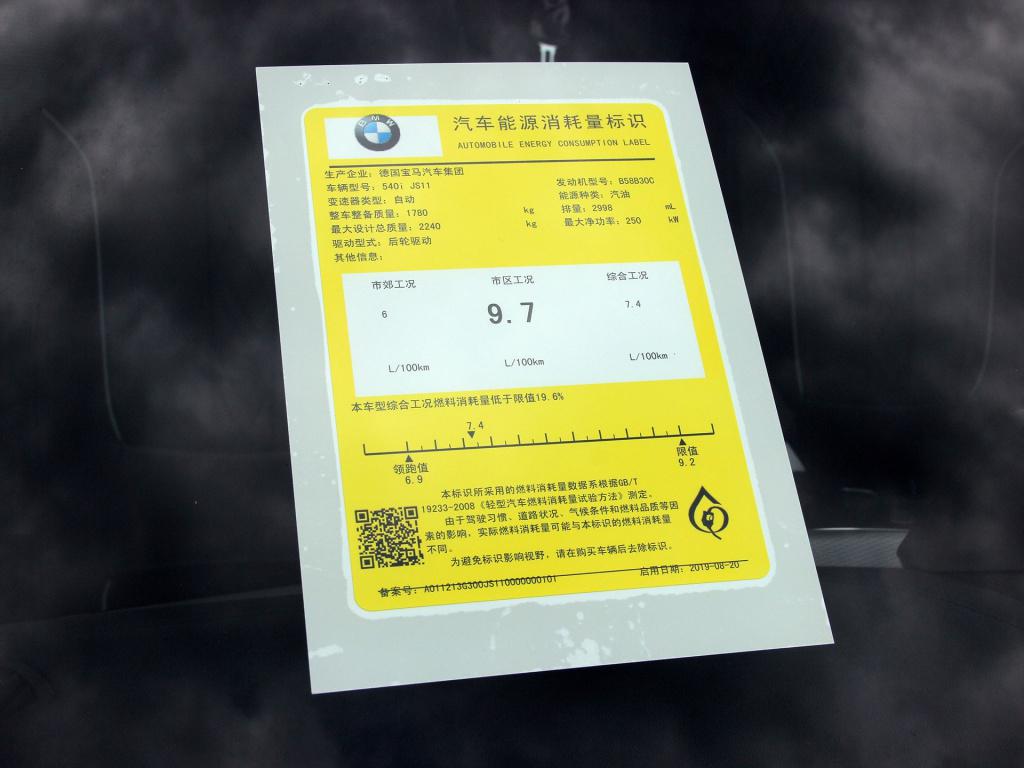 BMW
汽车能源消耗量标识
AUTOMOBILE ENERGY CONSUMPTION LABEL
生产企业：德国宝马汽车集团
车辆型号：540i JS11
发动机型号：B58B30C
变速器类型：自动
能源种类：汽油
整车整备质量：1780 kg
排量：2998 mL
最大设计总质量：2240 kg
最大净功率：250 kW
驱动型式：后轮驱动
其他信息：
市郊工况 市区工况 综合工况
6 9.7 7.4
L/100km L/100km L/100km
本车型综合工况燃料消耗量低于限值19.6%
7.4
领跑值 限值
6.9 9.2
本标识所采用的燃料消耗量数据系根据GB/T
19233-2008《轻型汽车燃料消耗量试验方法》测定。
由于驾驶习惯、道路状况、气候条件和燃料品质等因
素的影响，实际燃料消耗量可能与本标识的燃料消耗量
不同。
为避免标识影响视野，请在购买车辆后去除标识。
备案号：A011213G300JS110000000101
启用日期：2019-08-20